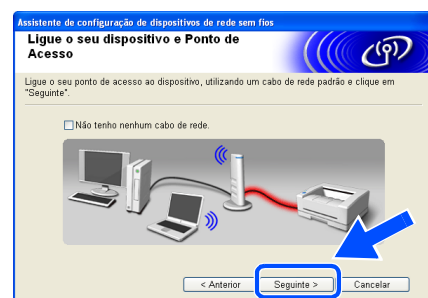 Assistente de configuração de dispositivos de rede sem fios
Ligue o seu dispositivo e Ponto de
Acesso
Ligue o seu ponto de acesso ao dispositivo, utilizando um cabo de rede padrão e clique em
"Seguinte".
Não tenho nenhum cabo de rede.
< Anterior
Seguinte >
Cancelar